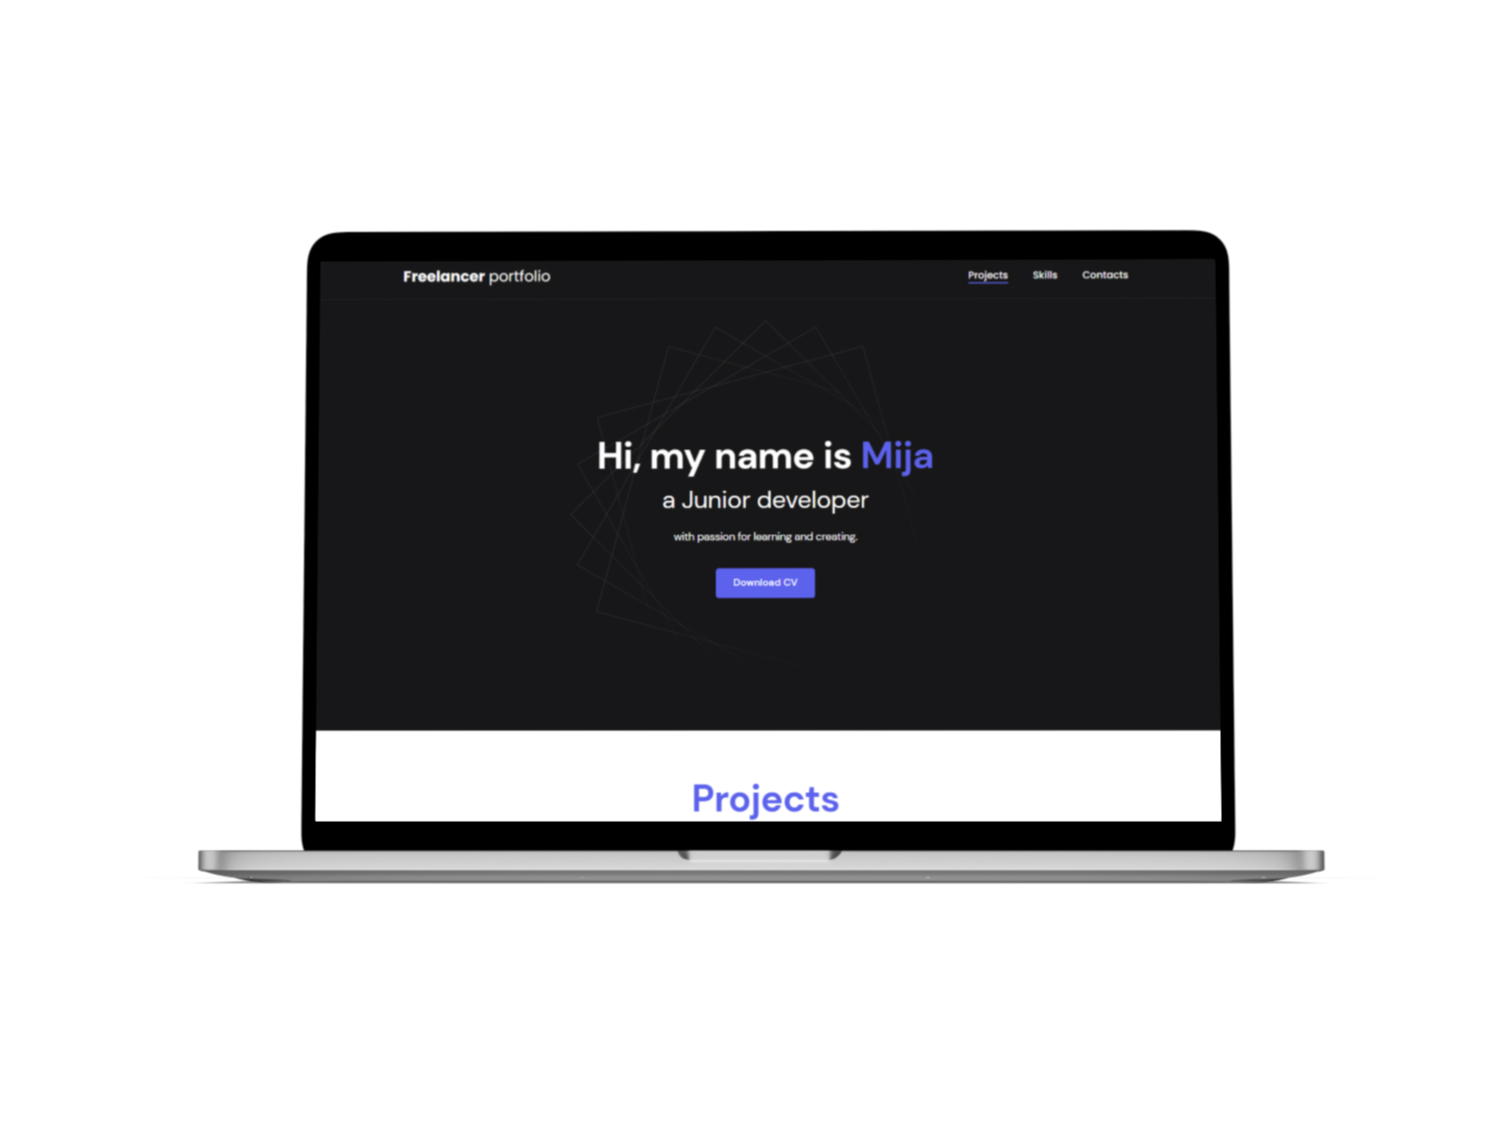 Freelancer portfolio
Projects Skills Contacts
Hi, my name is Mija
a Junior developer
with passion for learning and creating.
Download CV
Projects